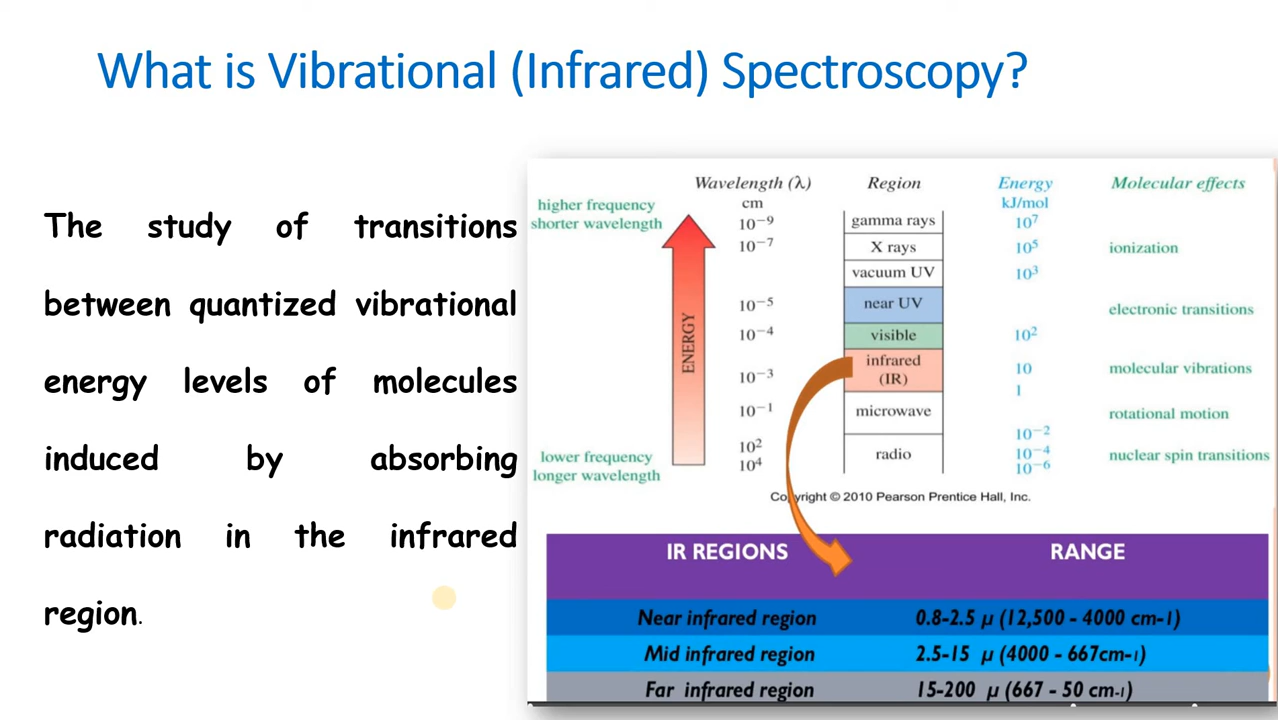 What is Vibrational (Infrared) Spectroscopy?
The study of transitions
between quantized vibrational
energy levels of molecules
induced by absorbing
radiation in the infrared
region.
Wavelength (λ) Region Energy Molecular effects
cm kJ/mol
higher frequency
shorter wavelength
10⁻⁹ gamma rays 10⁷
10⁻⁷ X rays 10⁵ ionization
vacuum UV 10³
10⁻⁵ near UV electronic transitions
10⁻⁴ visible 10²
ENERGY
infrared
10⁻³ (IR) 10 molecular vibrations
1
10⁻¹ microwave rotational motion
10⁻²
10² radio 10⁻⁴ nuclear spin transitions
10⁴ 10⁻⁶
lower frequency
longer wavelength
Copyright © 2010 Pearson Prentice Hall, Inc.
IR REGIONS RANGE
Near infrared region 0.8-2.5 μ (12,500 - 4000 cm-1)
Mid infrared region 2.5-15 μ (4000 - 667cm-1)
Far infrared region 15-200 μ (667 - 50 cm-1)